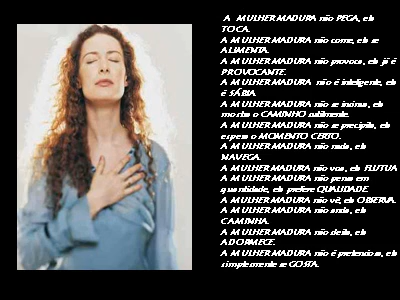 A MULHER MADURA não PEGA, ela
TOCA.
A MULHER MADURA não come, ela se
ALIMENTA.
A MULHER MADURA não provoca, ela já é
PROVOCANTE.
A MULHER MADURA não é inteligente, ela
é SÁBIA.
A MULHER MADURA não se insinua, ela
mostra o CAMINHO sutilmente.
A MULHER MADURA não se precipita, ela
espera o MOMENTO CERTO.
A MULHER MADURA não nada, ela
NAVEGA.
A MULHER MADURA não voa, ela FLUTUA
A MULHER MADURA não pensa em
quantidade, ela prefere QUALIDADE.
A MULHER MADURA não vê, ela OBSERVA.
A MULHER MADURA não anda, ela
CAMINHA.
A MULHER MADURA não deita, ela
ADORMECE.
A MULHER MADURA não é pretensiosa, ela
simplesmente se GOSTA.